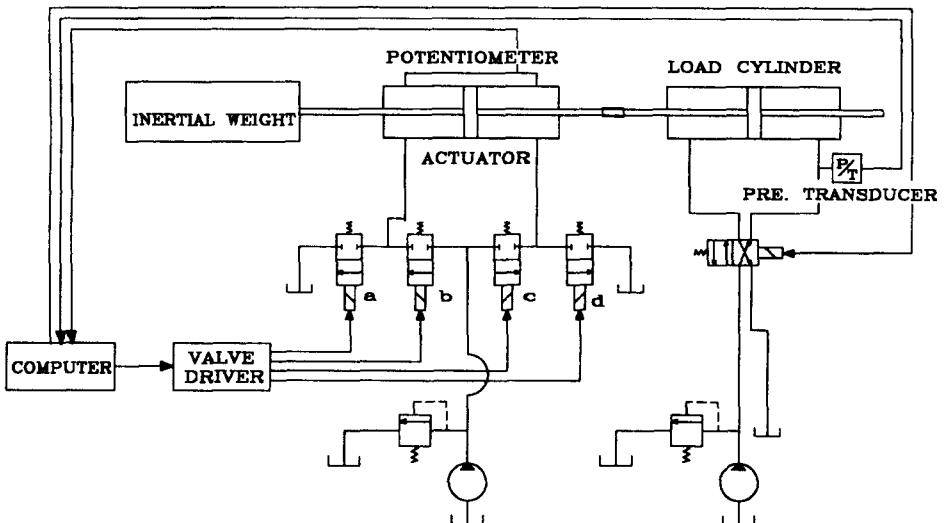 POTENTIOMETER
LOAD CYLINDER
INERTIAL WEIGHT
ACTUATOR
P/T
PRE. TRANSDUCER
a
b
c
d
COMPUTER
VALVE
DRIVER